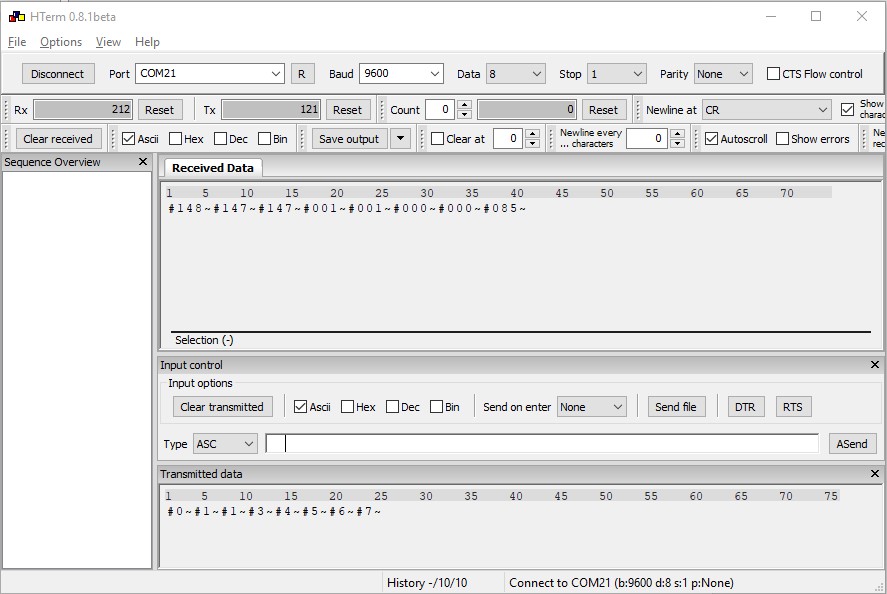 HTerm 0.8.1beta
File Options View Help
Disconnect Port COM21 R Baud 9600 Data 8 Stop 1 Parity None CTS Flow control
Rx 212 Reset Tx 121 Reset Count 0 0 Reset Newline at CR Show
charac
Clear received Ascii Hex Dec Bin Save output Clear at 0 Newline every
... characters 0 Autoscroll Show errors Ne
rec
Sequence Overview
Received Data
1 5 10 15 20 25 30 35 40 45 50 55 60 65 70
#148~#147~#147~#001~#001~#000~#000~#085~
Selection (-)
Input control
Input options
Clear transmitted Ascii Hex Dec Bin Send on enter None Send file DTR RTS
Type ASC ASend
Transmitted data
1 5 10 15 20 25 30 35 40 45 50 55 60 65 70 75
#0~#1~#1~#3~#4~#5~#6~#7~
History -/10/10 Connect to COM21 (b:9600 d:8 s:1 p:None)